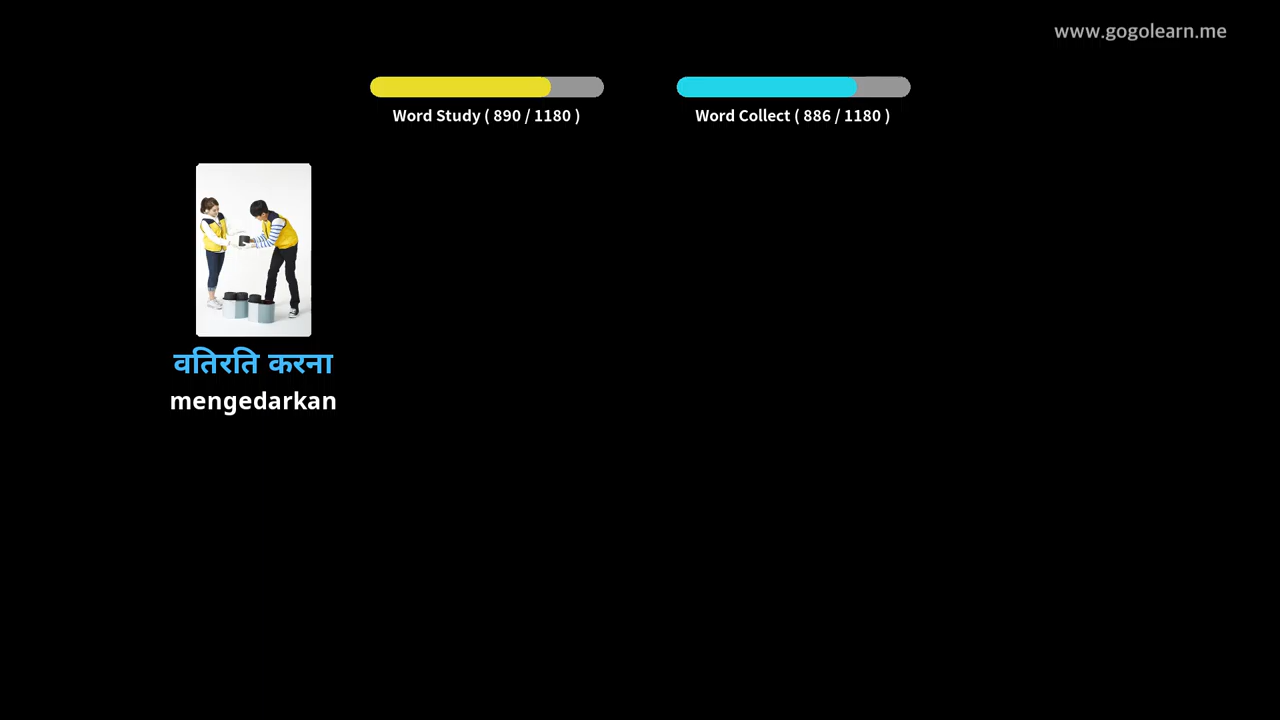 www.gogolearn.me
Word Study ( 890 / 1180 )
Word Collect ( 886 / 1180 )
वतिरति करना
mengedarkan